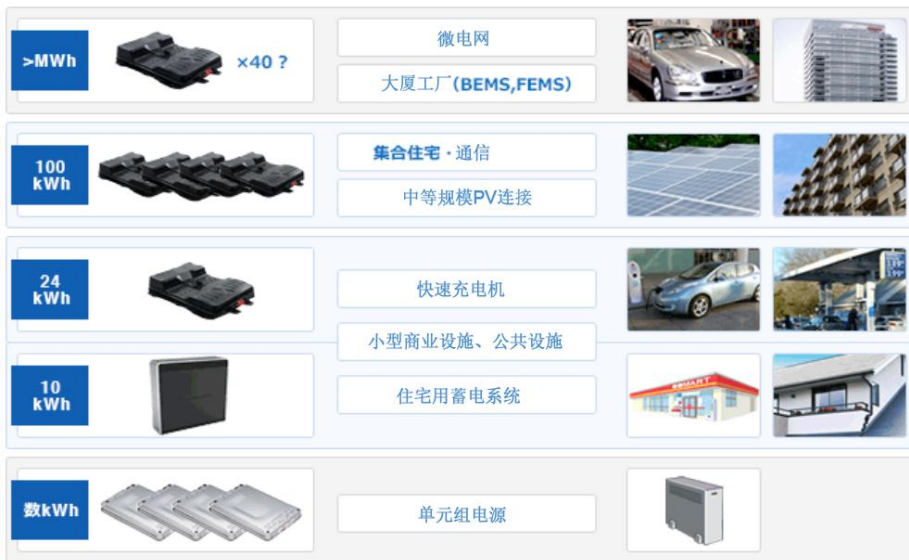 >MWh
×40 ?
微电网
大厦工厂(BEMS,FEMS)
100
kWh
集合住宅・通信
中等规模PV连接
24
kWh
快速充电机
小型商业设施、公共设施
10
kWh
住宅用蓄电系统
MART
数kWh
单元组电源